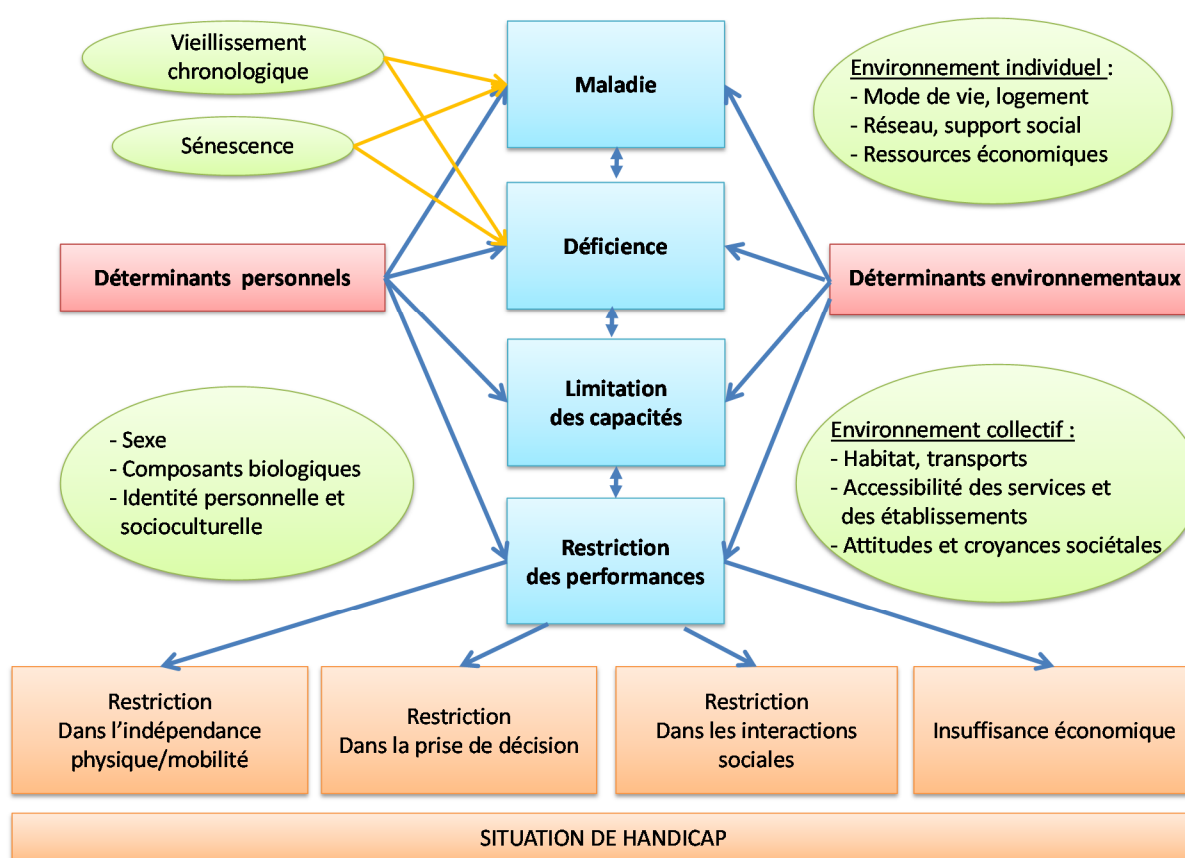 Vieillissement
chronologique
Sénescence
Maladie
Environnement individuel :
- Mode de vie, logement
- Réseau, support social
- Ressources économiques
Déficience
Déterminants personnels
Déterminants environnementaux
Limitation
des capacités
- Sexe
- Composants biologiques
- Identité personnelle et
socioculturelle
Environnement collectif :
- Habitat, transports
- Accessibilité des services et
des établissements
- Attitudes et croyances sociétales
Restriction
des performances
Restriction
Dans l'indépendance
physique/mobilité
Restriction
Dans la prise de décision
Restriction
Dans les interactions
sociales
Insuffisance économique
SITUATION DE HANDICAP